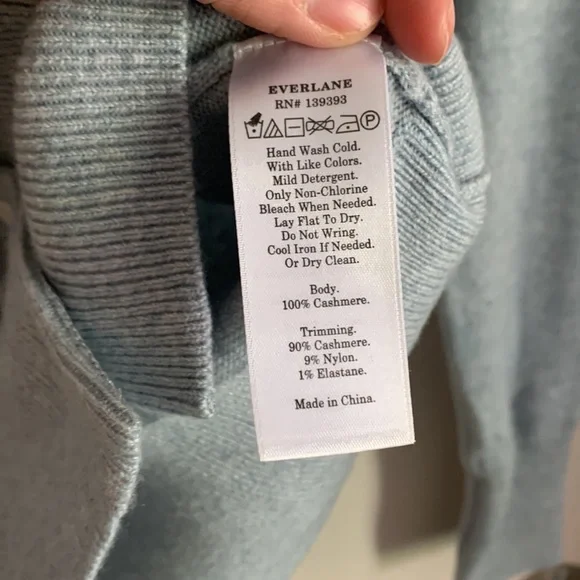 EVERLANE
RN# 139393
P
Hand Wash Cold.
With Like Colors.
Mild Detergent.
Only Non-Chlorine
Bleach When Needed.
Lay Flat To Dry.
Do Not Wring.
Cool Iron If Needed.
Or Dry Clean.
Body.
100% Cashmere.
Trimming.
90% Cashmere.
9% Nylon.
1% Elastane.
Made in China.